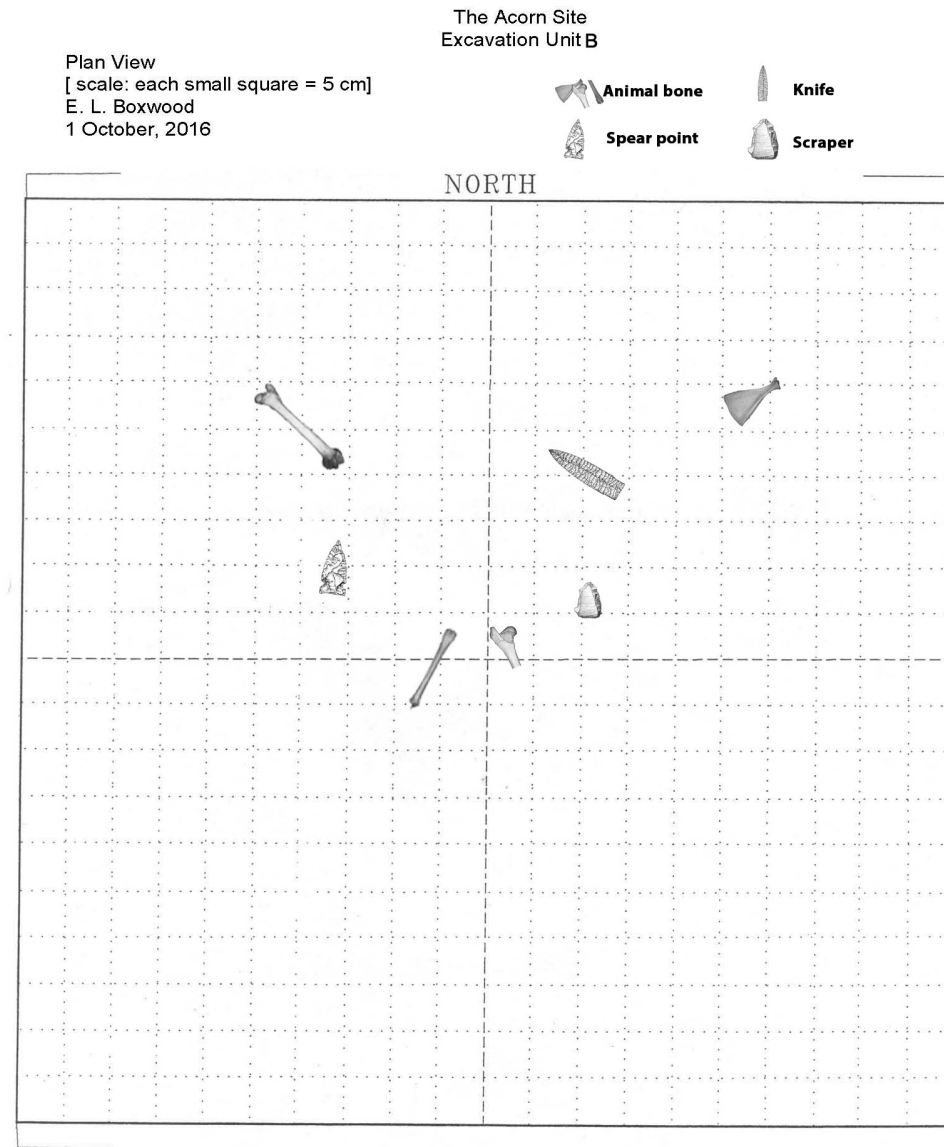 The Acorn Site
Excavation Unit B
Plan View
[ scale: each small square = 5 cm]
E. L. Boxwood
1 October, 2016
Animal bone
Knife
Spear point
Scraper
NORTH